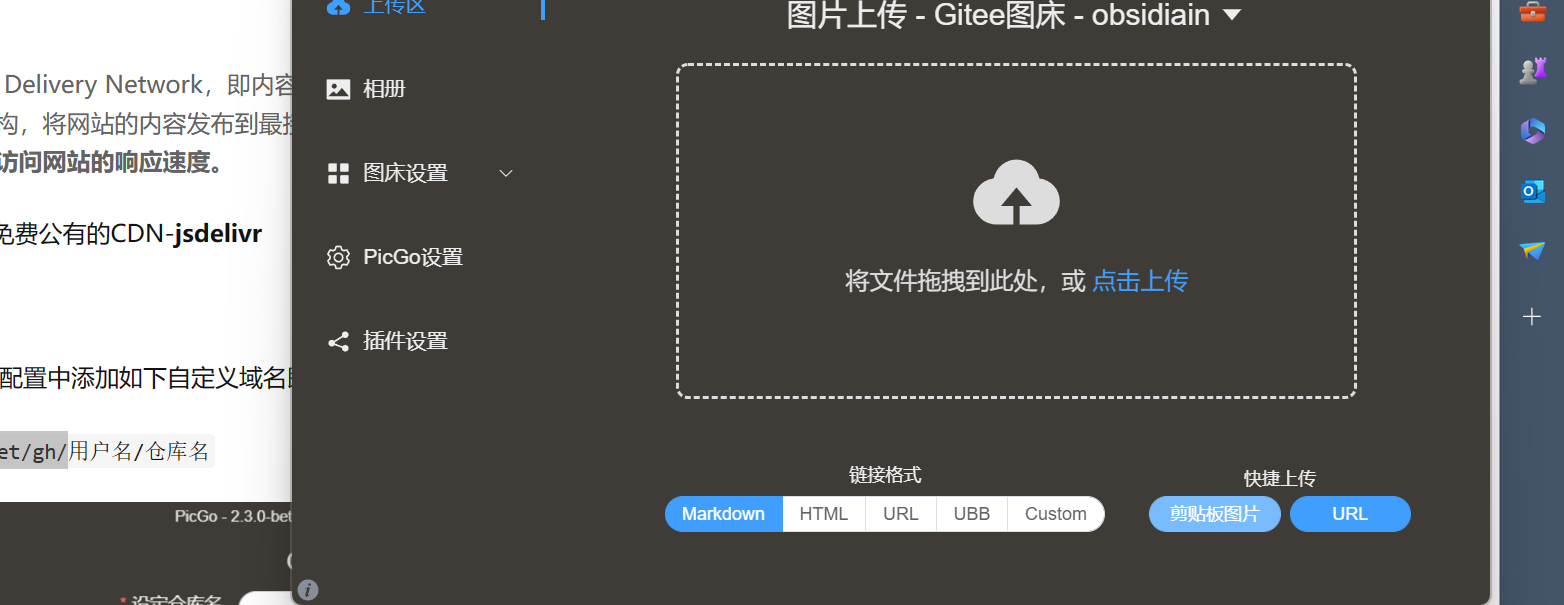 Delivery Network，即内容
构，将网站的内容发布到最接
访问网站的响应速度。
免费公有的CDN-jsdelivr
配置中添加如下自定义域名即
et/gh/用户名/仓库名
PicGo - 2.3.0-bet
* 设定仓库名
上传区
相册
图床设置
PicGo设置
插件设置
图片上传 - Gitee图床 - obsidiain
将文件拖拽到此处，或 点击上传
链接格式
Markdown HTML URL UBB Custom
快捷上传
剪贴板图片 URL